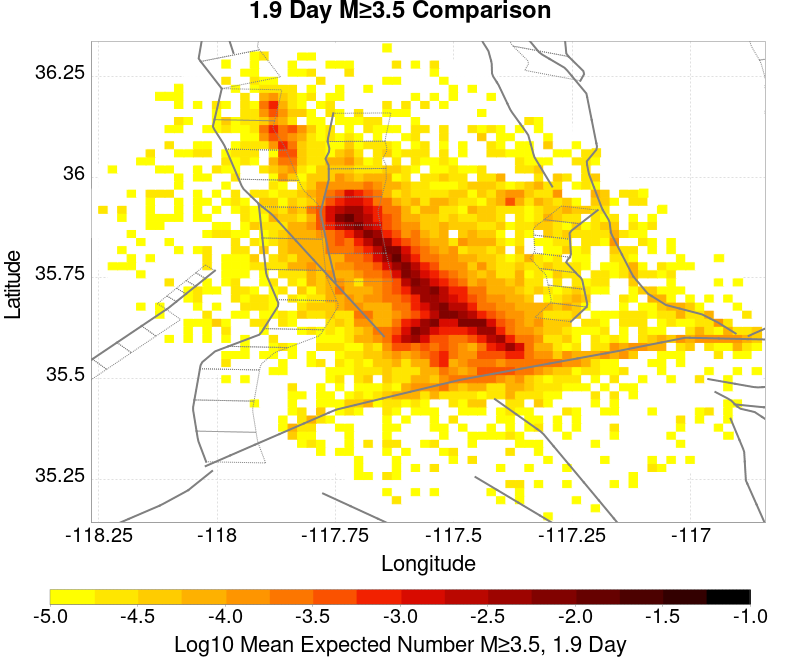 1.9 Day M≥3.5 Comparison
36.25
36
35.75
35.5
35.25
Latitude
-118.25 -118 -117.75 -117.5 -117.25 -117
Longitude
-5.0 -4.5 -4.0 -3.5 -3.0 -2.5 -2.0 -1.5 -1.0
Log10 Mean Expected Number M≥3.5, 1.9 Day